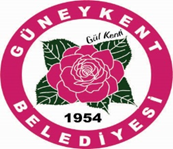 GÜNEYKENT
Gül Kenti
1954
BELEDİYESİ